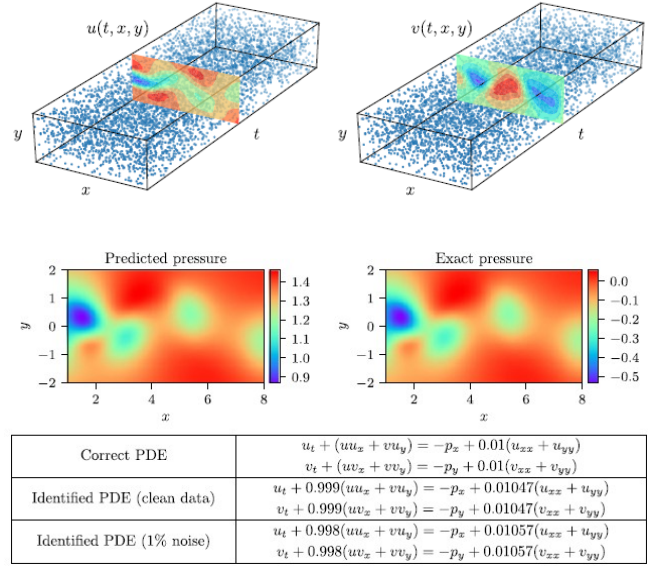 u(t, x, y)
v(t, x, y)
y
x
t
y
x
t
Predicted pressure
2
1
0
−1
−2
y
2
4
6
8
x
1.4
1.3
1.2
1.1
1.0
0.9
Exact pressure
2
1
0
−1
−2
y
2
4
6
8
x
0.0
−0.1
−0.2
−0.3
−0.4
−0.5
Correct PDE
u_t + (uu_x + vu_y) = −p_x + 0.01(u_xx + u_yy)
v_t + (uv_x + vv_y) = −p_y + 0.01(v_xx + v_yy)
Identified PDE (clean data)
u_t + 0.999(uu_x + vu_y) = −p_x + 0.01047(u_xx + u_yy)
v_t + 0.999(uv_x + vv_y) = −p_y + 0.01047(v_xx + v_yy)
Identified PDE (1% noise)
u_t + 0.998(uu_x + vu_y) = −p_x + 0.01057(u_xx + u_yy)
v_t + 0.998(uv_x + vv_y) = −p_y + 0.01057(v_xx + v_yy)